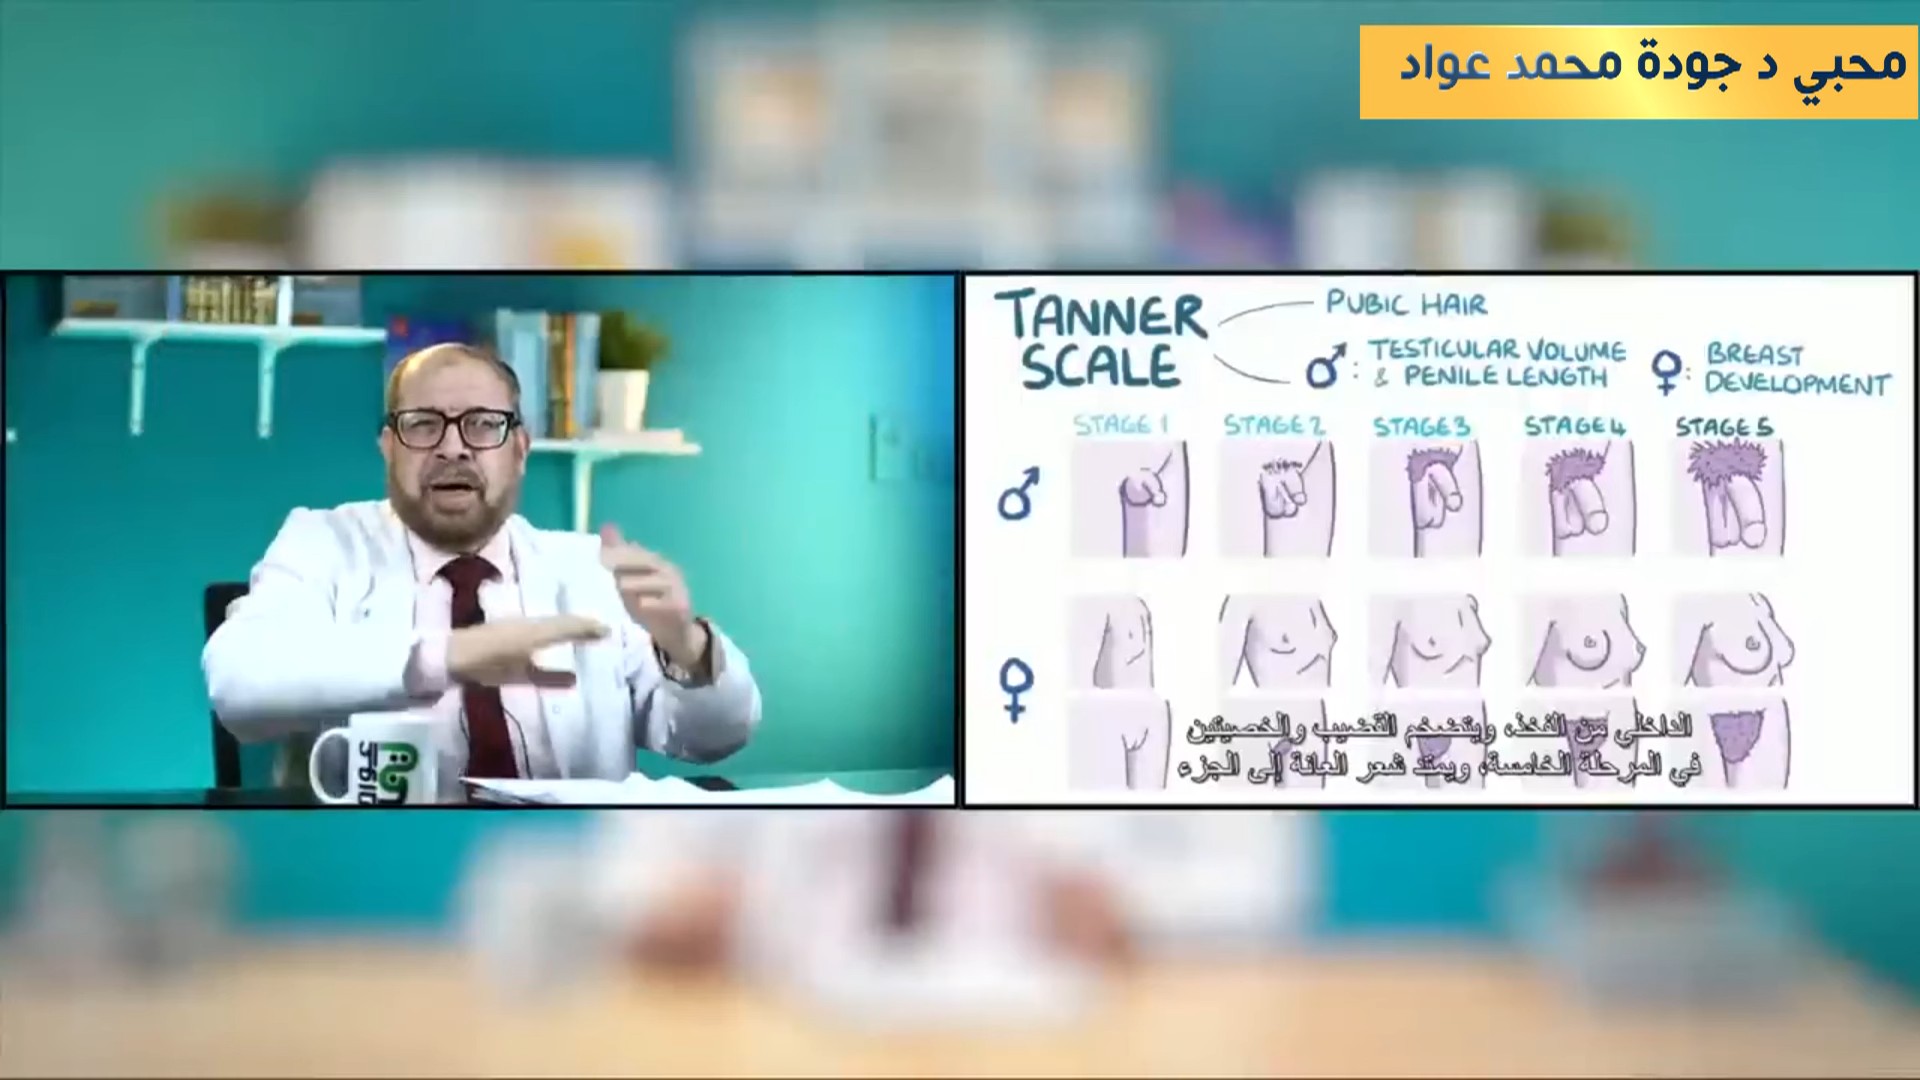 محبي د جودة محمد عواد
TANNER SCALE
PUBIC HAIR
♂: TESTICULAR VOLUME & PENILE LENGTH
♀: BREAST DEVELOPMENT
STAGE 1 STAGE 2 STAGE 3 STAGE 4 STAGE 5
الداخلي من الفخذ، ويتضخم القضيب والخصيتين
في المرحلة الخامسة، ويمتد شعر العانة إلى الجزء